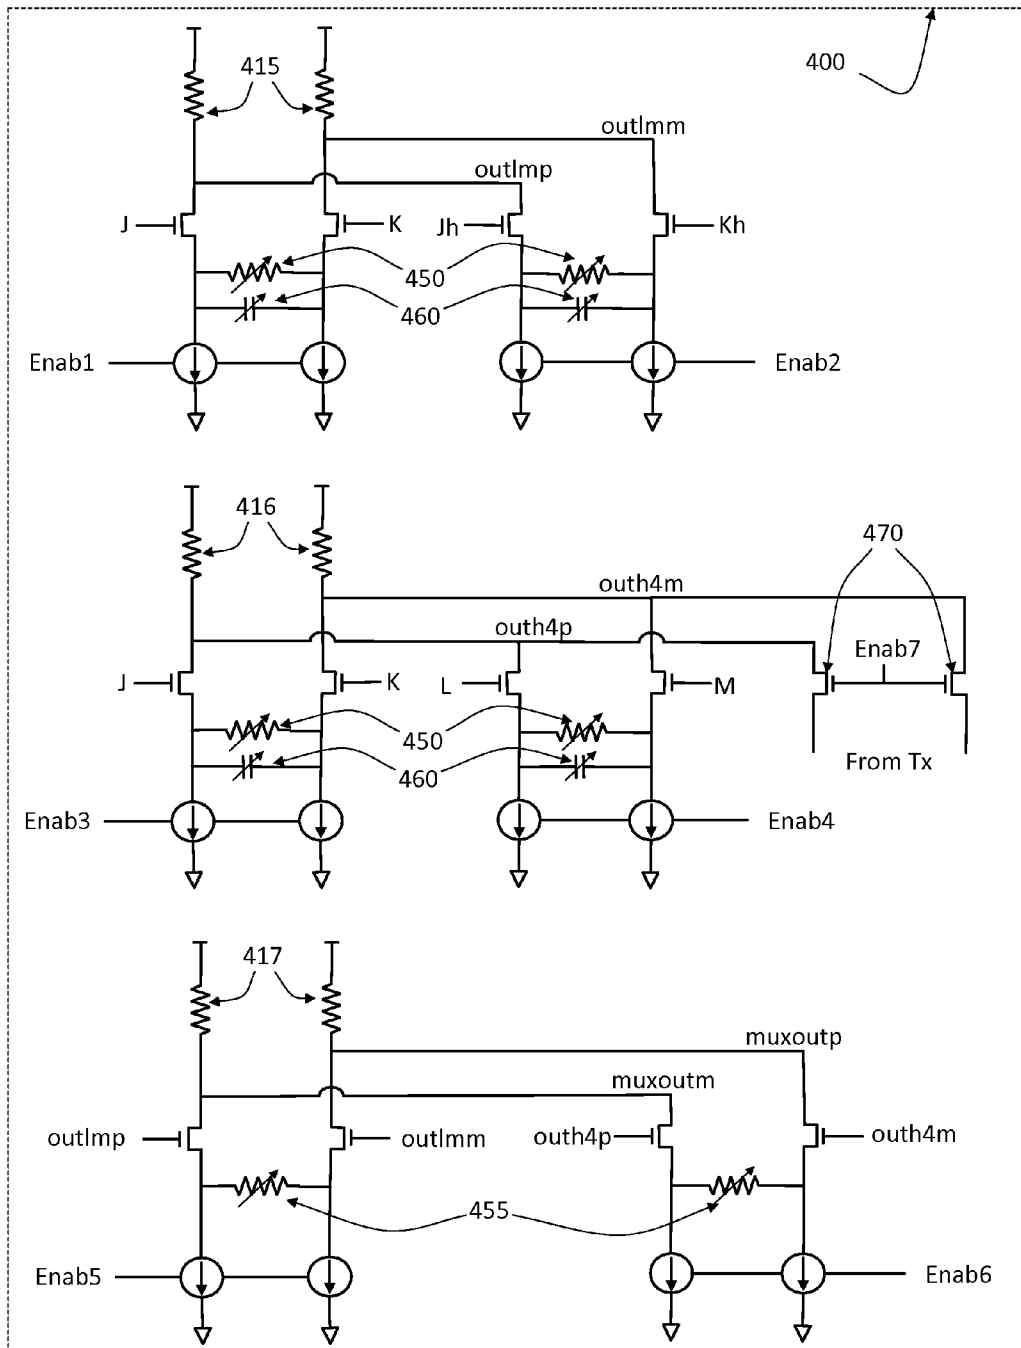 415
400
outlmm
outlmp
J
K
Jh
Kh
450
460
Enab1
Enab2
416
470
outh4m
outh4p
Enab7
J
K
L
M
450
From Tx
460
Enab3
Enab4
417
muxoutp
muxoutm
outlmp
outlmm
outh4p
outh4m
455
Enab5
Enab6